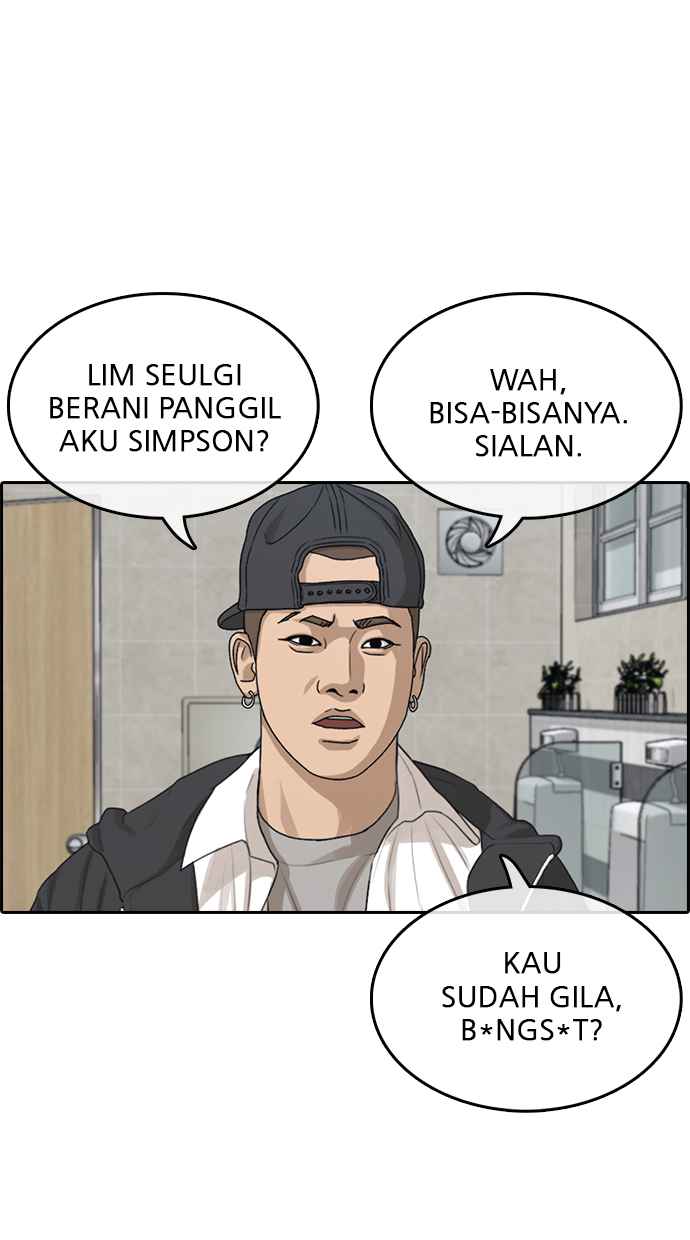 LIM SEULGI
BERANI PANGGIL
AKU SIMPSON?
WAH,
BISA-BISANYA.
SIALAN.
KAU
SUDAH GILA,
B*NGS*T?